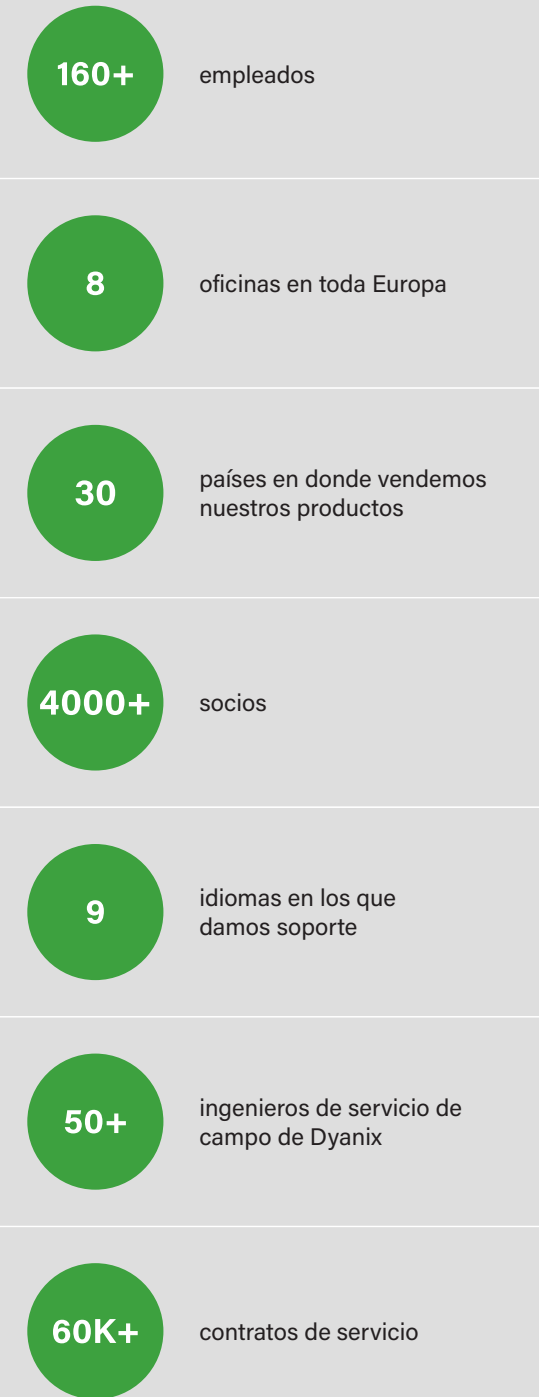 160+
empleados
8
oficinas en toda Europa
30
países en donde vendemos
nuestros productos
4000+
socios
9
idiomas en los que
damos soporte
50+
ingenieros de servicio de
campo de Dyanix
60K+
contratos de servicio